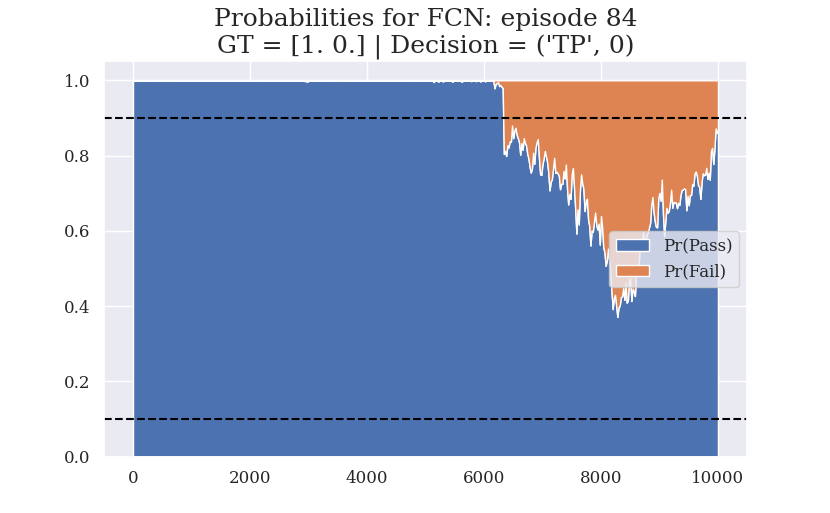 Probabilities for FCN: episode 84
GT = [1. 0.] | Decision = ('TP', 0)
1.0
0.8
0.6
0.4
0.2
0.0
Pr(Pass)
Pr(Fail)
0 2000 4000 6000 8000 10000